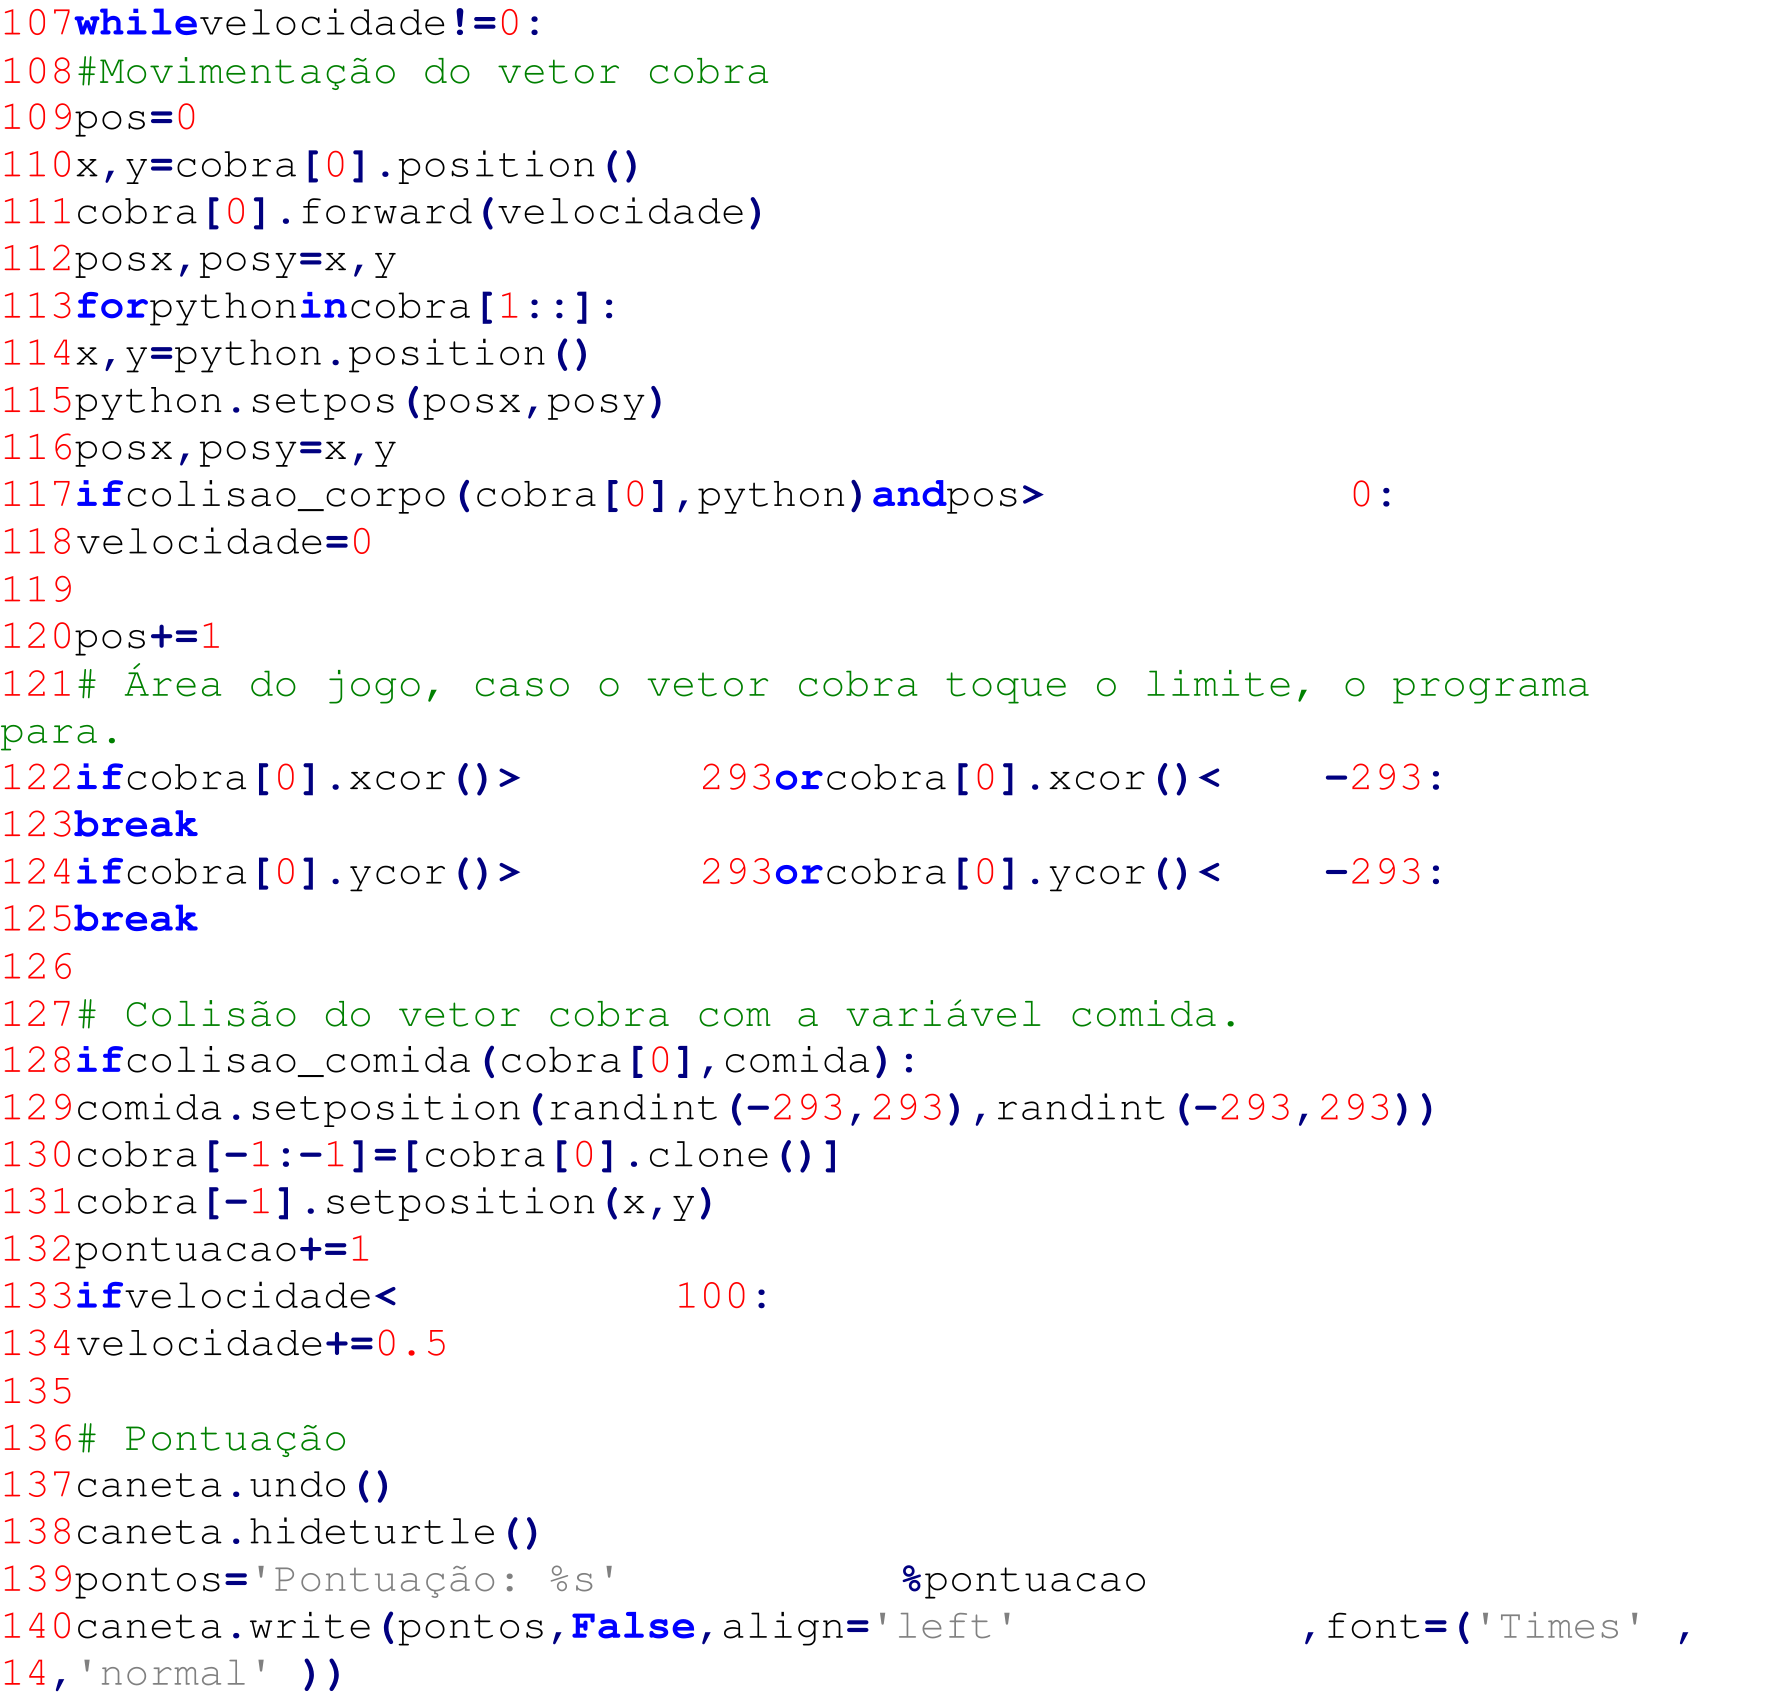 107whilevelocidade!=0:
108#Movimentação do vetor cobra
109pos=0
110x,y=cobra[0].position()
111cobra[0].forward(velocidade)
112posx,posy=x,y
113forpythonincobra[1::]:
114x,y=python.position()
115python.setpos(posx,posy)
116posx,posy=x,y
117ifcolisao_corpo(cobra[0],python)andpos> 0:
118velocidade=0
119
120pos+=1
121# Área do jogo, caso o vetor cobra toque o limite, o programa
para.
122ifcobra[0].xcor()> 293orcobra[0].xcor()< -293:
123break
124ifcobra[0].ycor()> 293orcobra[0].ycor()< -293:
125break
126
127# Colisão do vetor cobra com a variável comida.
128ifcolisao_comida(cobra[0],comida):
129comida.setposition(randint(-293,293),randint(-293,293))
130cobra[-1:-1]=[cobra[0].clone()]
131cobra[-1].setposition(x,y)
132pontuacao+=1
133ifvelocidade< 100:
134velocidade+=0.5
135
136# Pontuação
137caneta.undo()
138caneta.hideturtle()
139pontos='Pontuação: %s' %pontuacao
140caneta.write(pontos,False,align='left' ,font=('Times' ,
14,'normal' ))